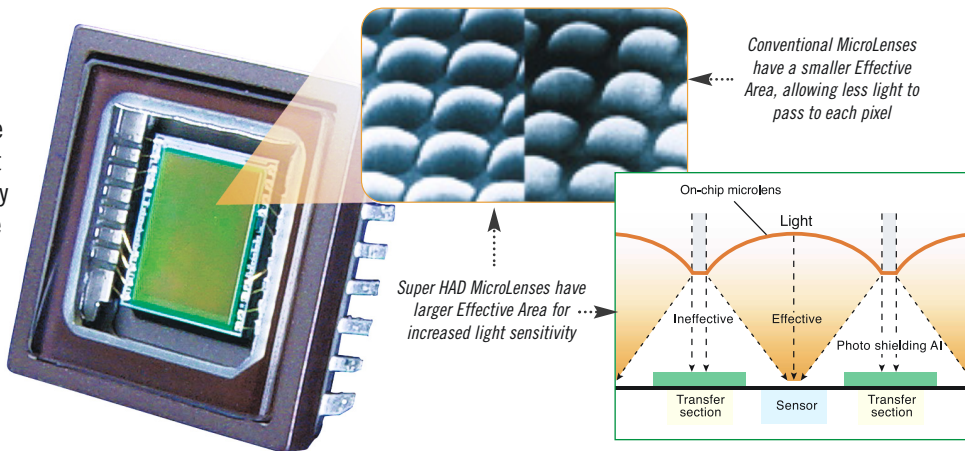 Conventional MicroLenses
have a smaller Effective
Area, allowing less light to
pass to each pixel
On-chip microlens
Light
Super HAD MicroLenses have
larger Effective Area for
increased light sensitivity
Ineffective
Effective
Photo shielding Al
Transfer
section
Sensor
Transfer
section